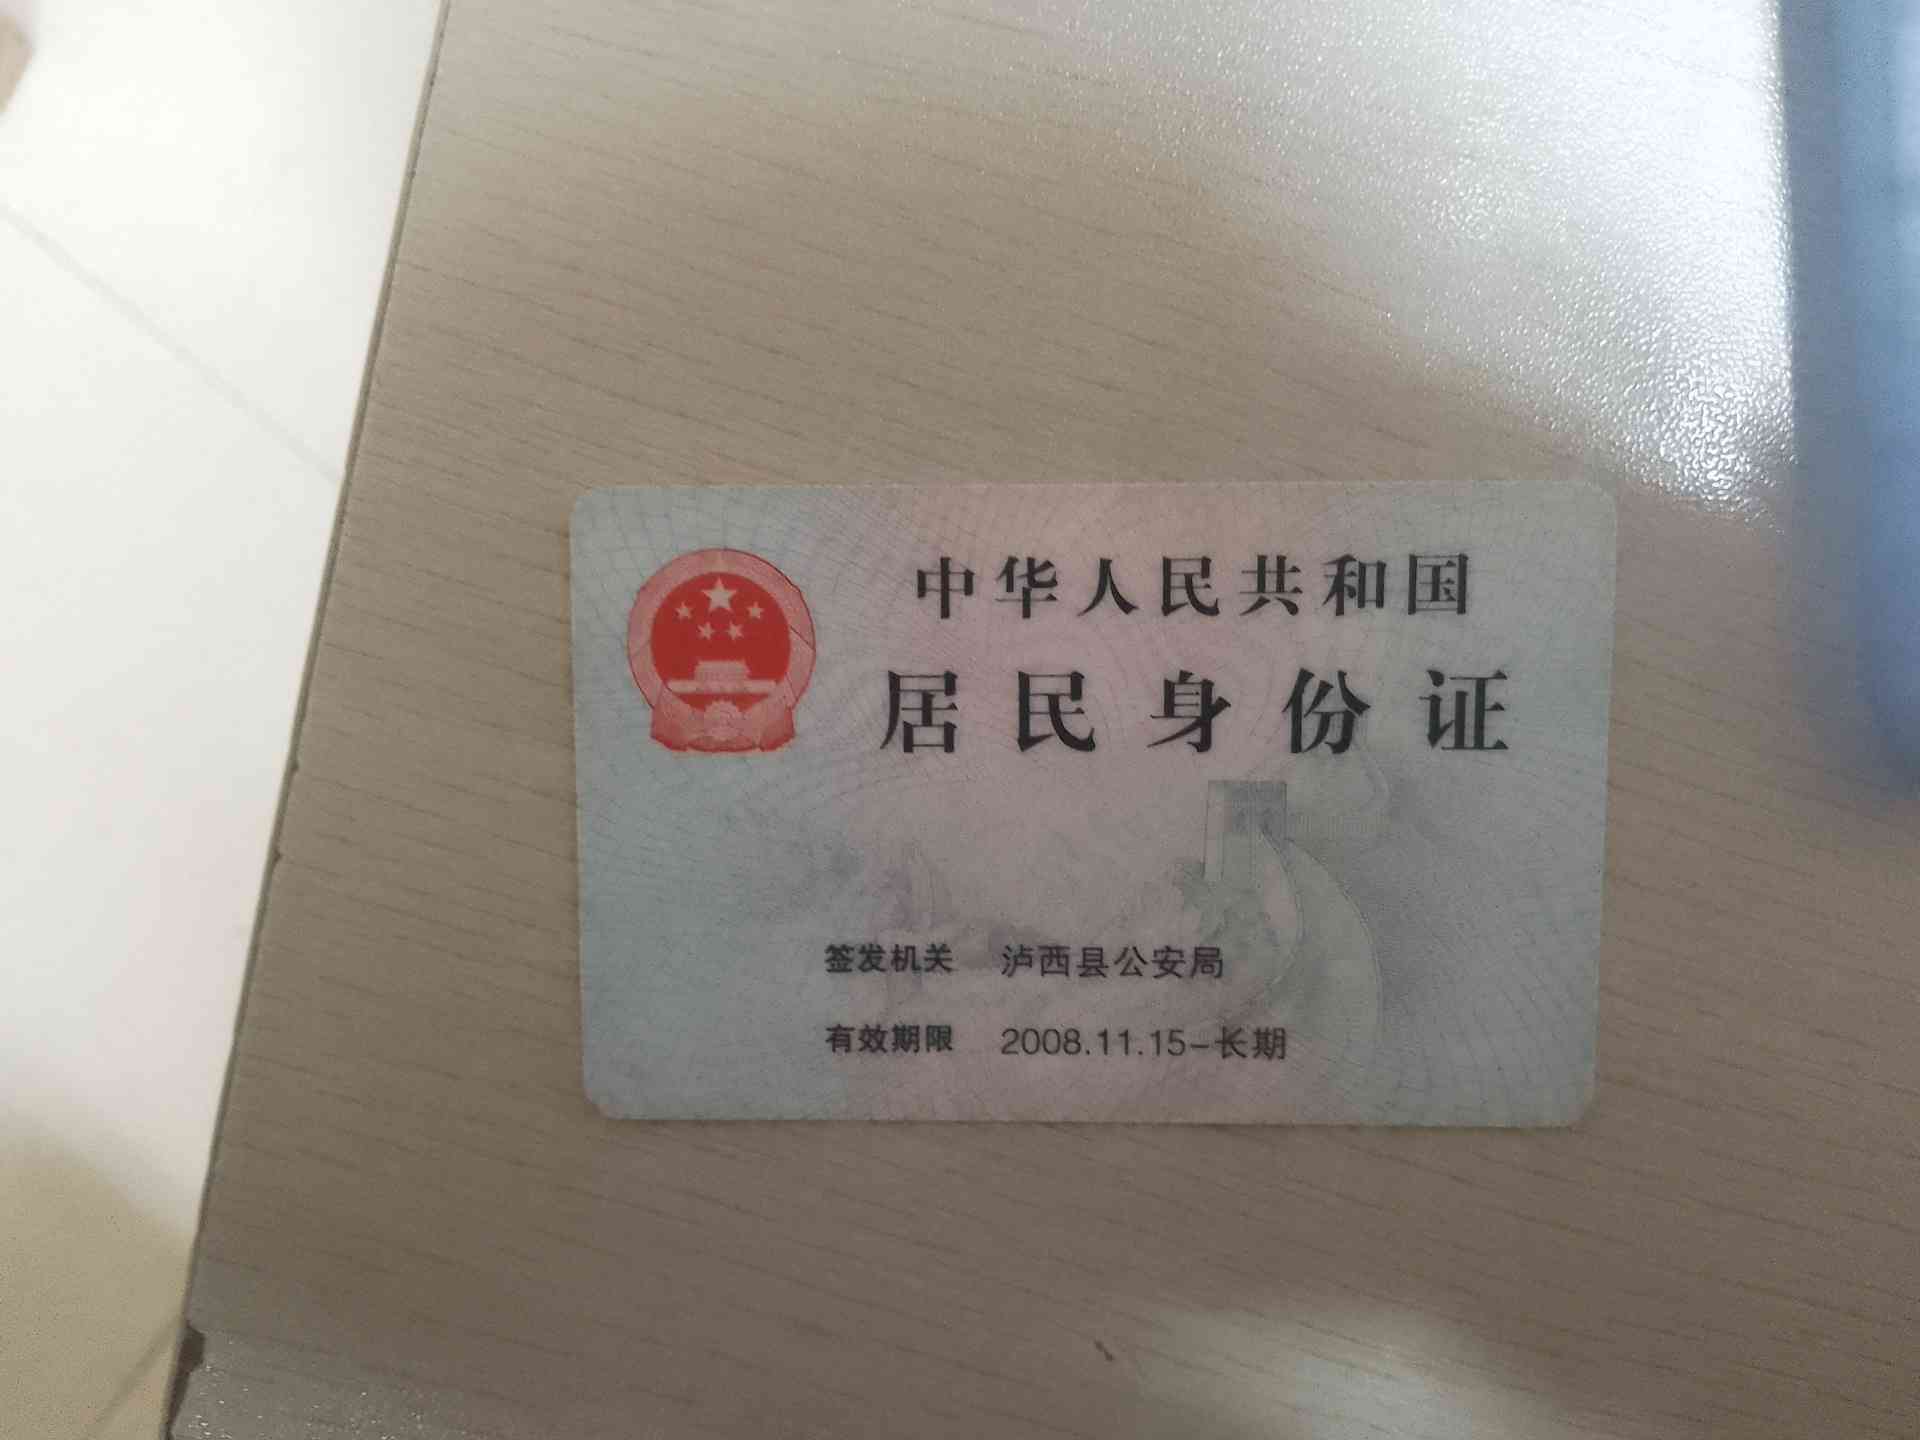 中华人民共和国
居民身份证
签发机关 泸西县公安局
有效期限 2008.11.15-长期